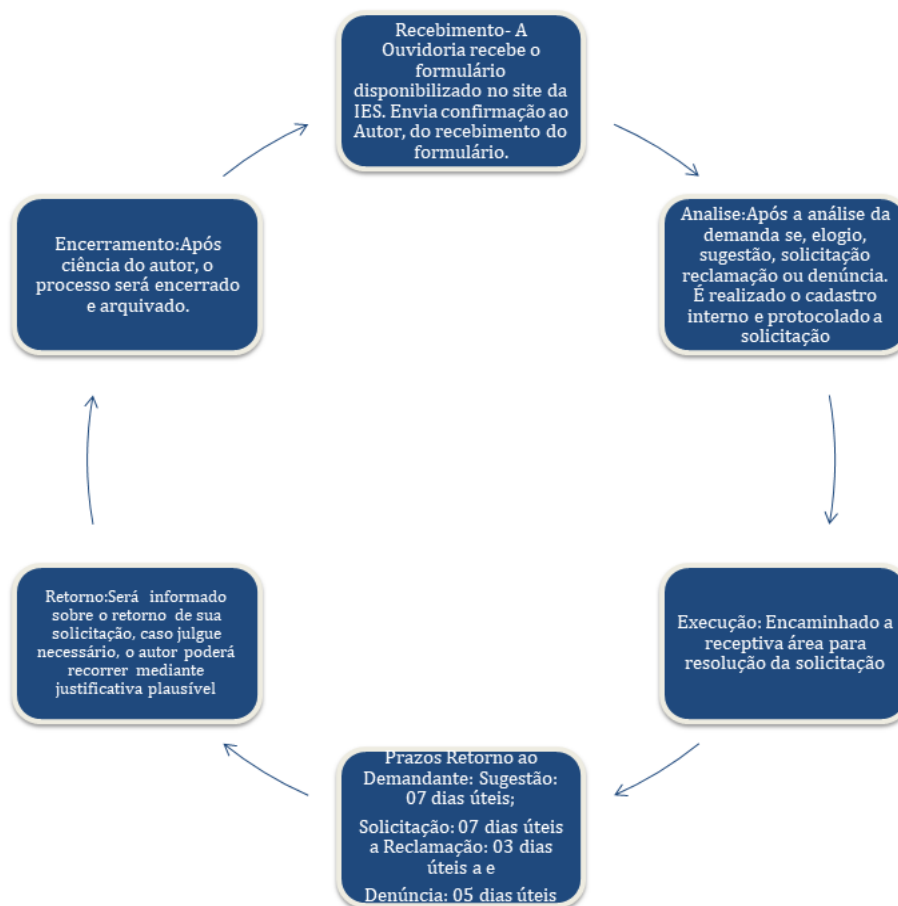 Recebimento- A
Ouvidoria recebe o
formulário
disponibilizado no site da
IES. Envia confirmação ao
Autor, do recebimento do
formulário.
Analise:Após a análise da
demanda se, elogio,
sugestão, solicitação
reclamação ou denúncia.
É realizado o cadastro
interno e protocolado a
solicitação
Execução: Encaminhado a
receptiva área para
resolução da solicitação
Prazos Retorno ao
Demandante: Sugestão:
07 dias úteis;
Solicitação: 07 dias úteis
a Reclamação: 03 dias
úteis a e
Denúncia: 05 dias úteis
Retorno:Será informado
sobre o retorno de sua
solicitação, caso julgue
necessário, o autor poderá
recorrer mediante
justificativa plausível
Encerramento:Após
ciência do autor, o
processo será encerrado
e arquivado.